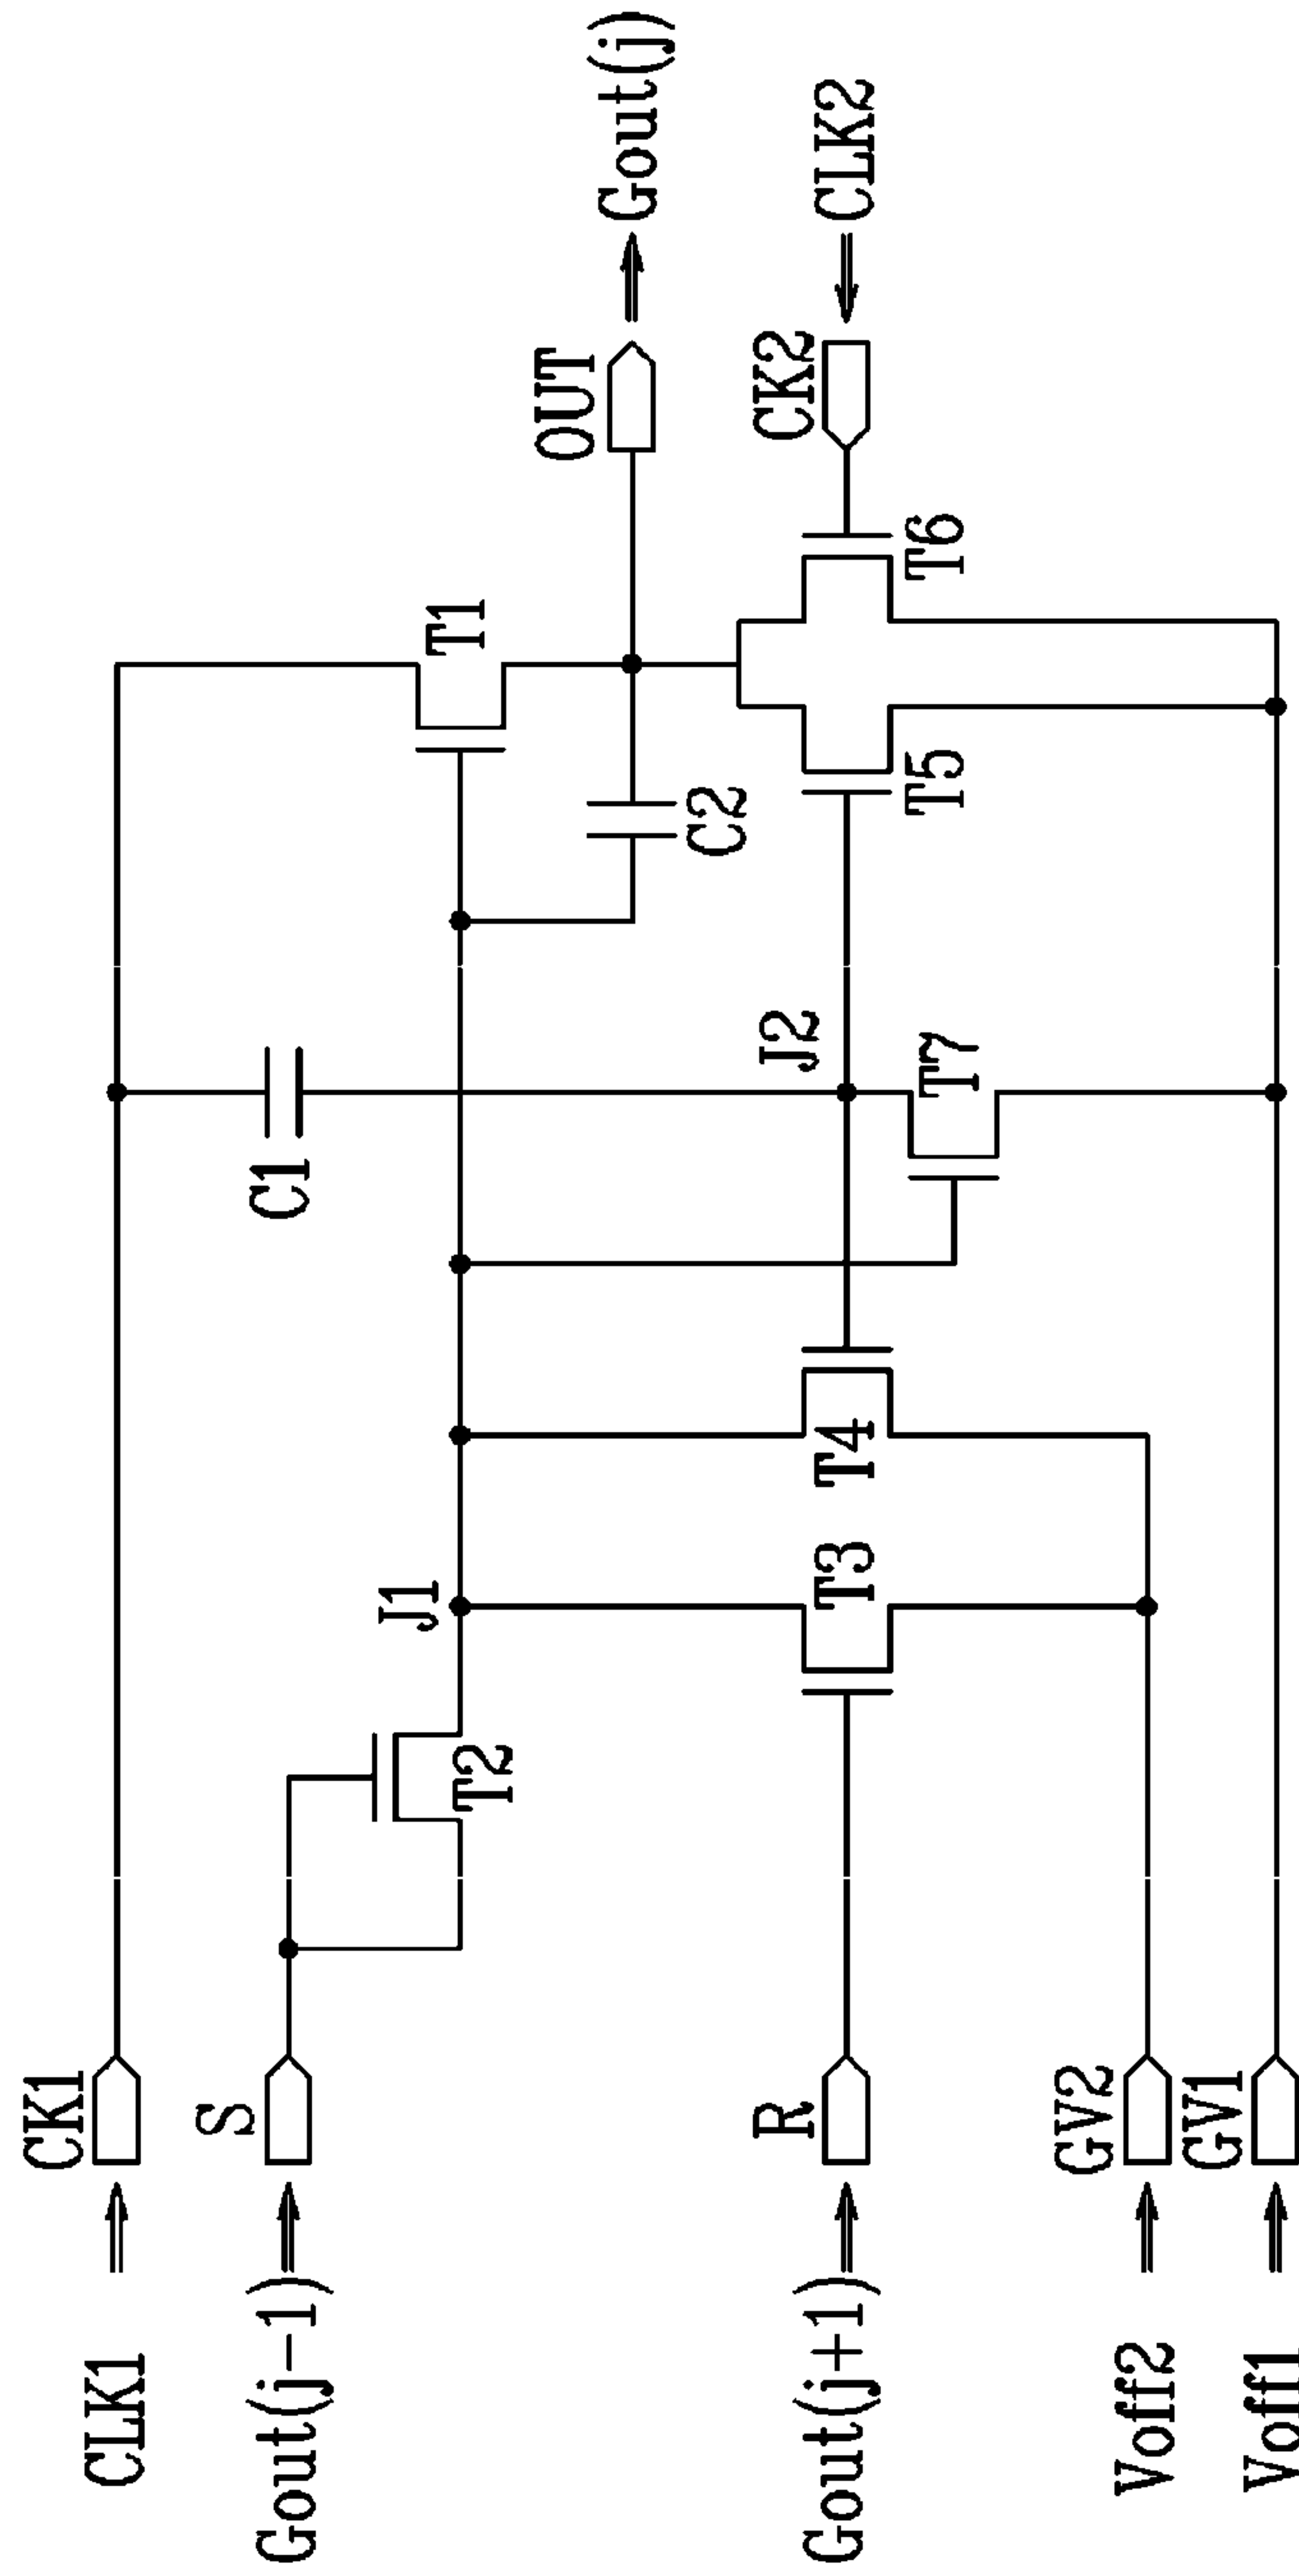 CLK1
CK1
Gout(j-1)
S
T2
J1
C1
T1
C2
OUT
Gout(j)
Gout(j+1)
R
T3
T4
J2
T7
T5
T6
CK2
CLK2
Voff2
GV2
Voff1
GV1